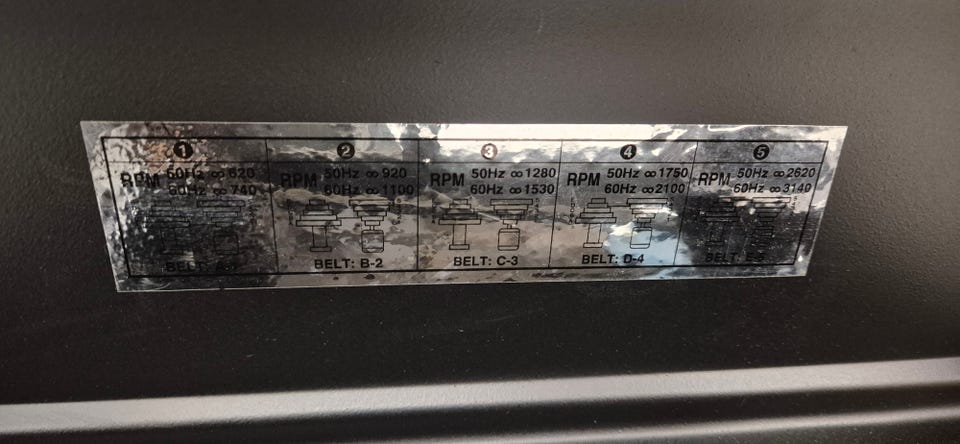 1
RPM 50Hz ∞ 620
60Hz ∞ 740
2
RPM 50Hz ∞ 920
60Hz ∞ 1100
BELT: B-2
3
RPM 50Hz ∞ 1280
60Hz ∞ 1530
BELT: C-3
4
RPM 50Hz ∞ 1750
60Hz ∞ 2100
BELT: D-4
5
RPM 50Hz ∞ 2620
60Hz ∞ 3140
BELT: